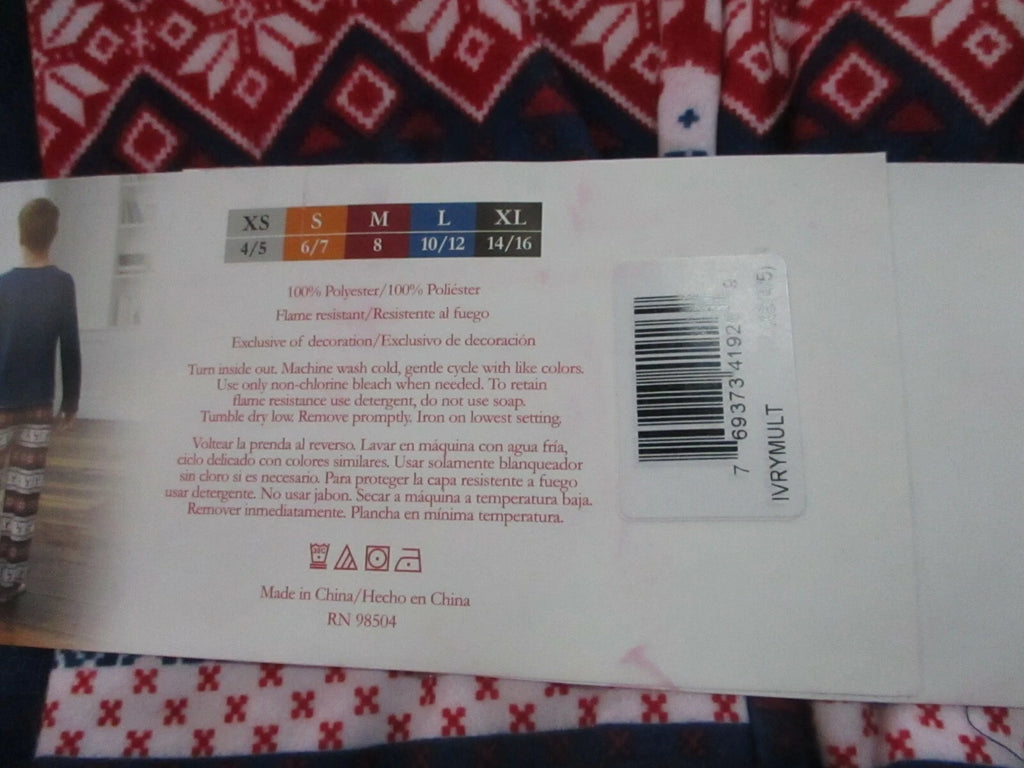 XS S M L XL
4/5 6/7 8 10/12 14/16
100% Polyester/100% Poliéster
Flame resistant/Resistente al fuego
Exclusive of decoration/Exclusivo de decoración
Turn inside out. Machine wash cold, gentle cycle with like colors.
Use only non-chlorine bleach when needed. To retain
flame resistance use detergent, do not use soap.
Tumble dry low. Remove promptly. Iron on lowest setting.
Voltear la prenda al reverso. Lavar en máquina con agua fría,
ciclo delicado con colores similares. Usar solamente blanqueador
sin cloro si es necesario. Para proteger la capa resistente a fuego
usar detergente. No usar jabon. Secar a máquina a temperatura baja.
Remover inmediatamente. Plancha en mínima temperatura.
Made in China/Hecho en China
RN 98504
7 69373 4192
IVRYMULT